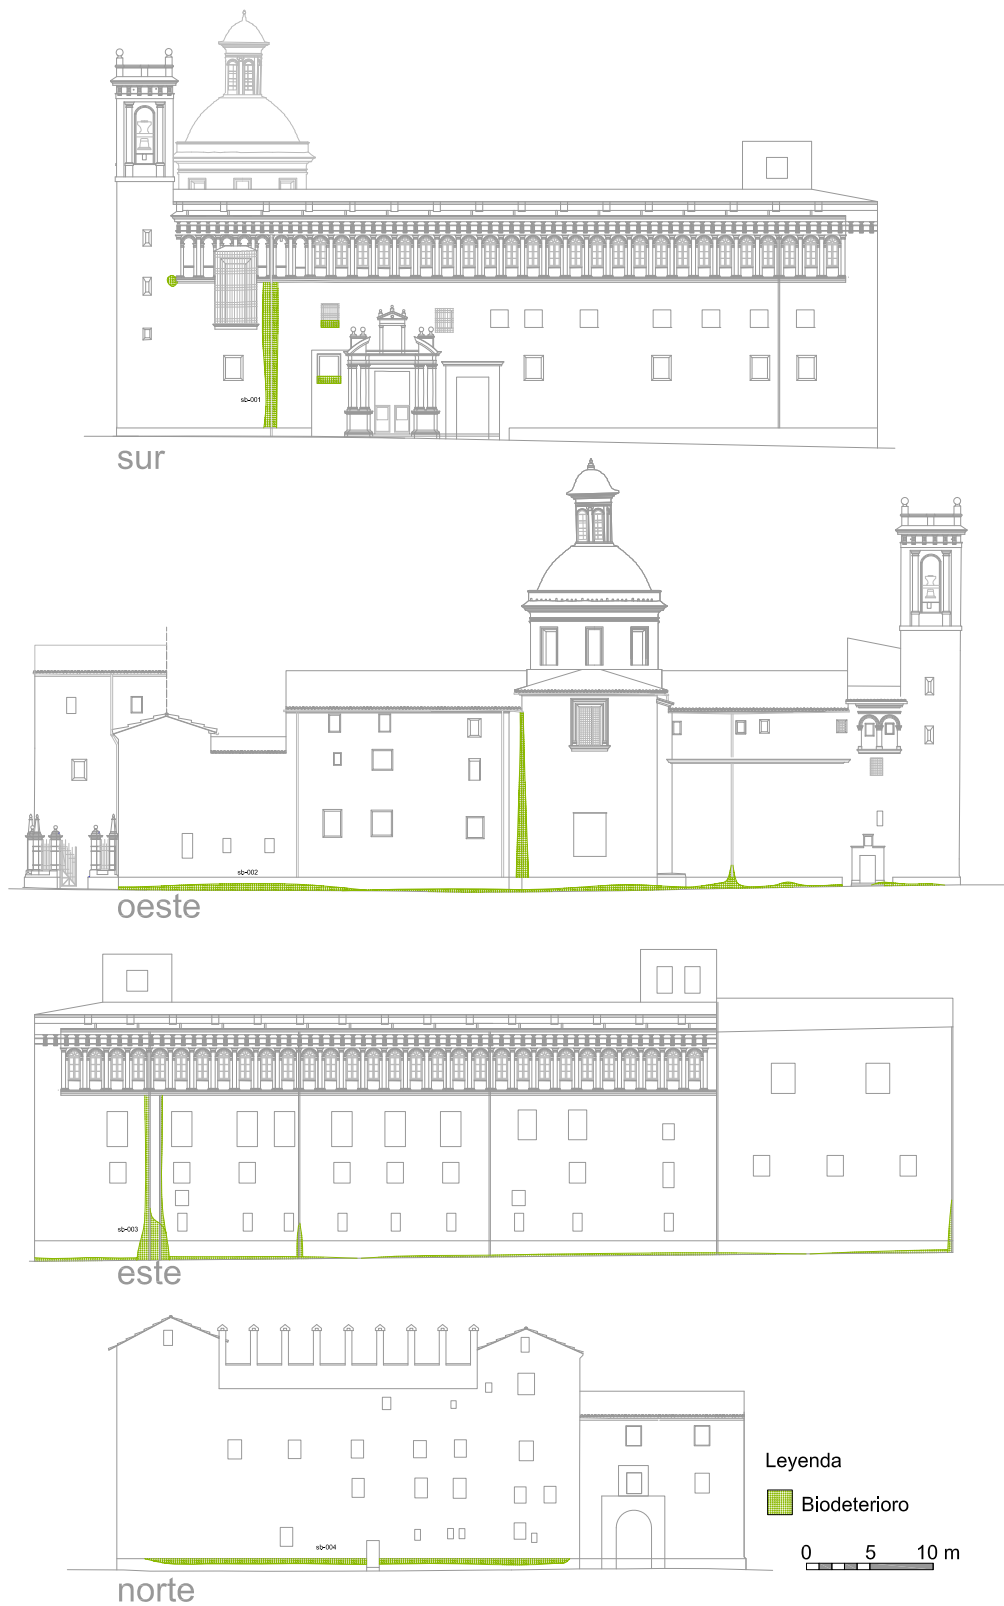 sb-001
sur
sb-002
oeste
sb-003
este
Leyenda
Biodeterioro
sb-004
0 5 10 m
norte